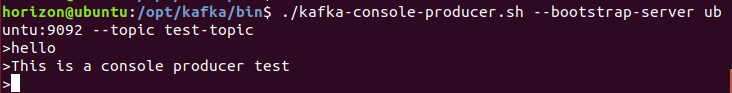 horizon@ubuntu:/opt/kafka/bin$ ./kafka-console-producer.sh --bootstrap-server ub
untu:9092 --topic test-topic
>hello
>This is a console producer test
>